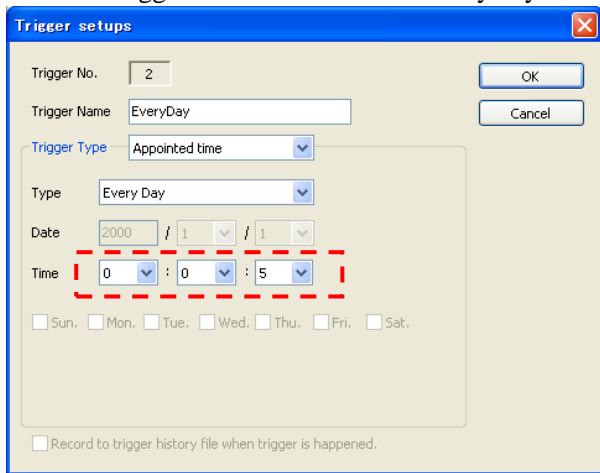 Trigger setups
Trigger No. 2
OK
Trigger Name EveryDay
Cancel
Trigger Type Appointed time
Type Every Day
Date 2000 / 1 / 1
Time 0 : 0 : 5
Sun. Mon. Tue. Wed. Thu. Fri. Sat.
Record to trigger history file when trigger is happened.